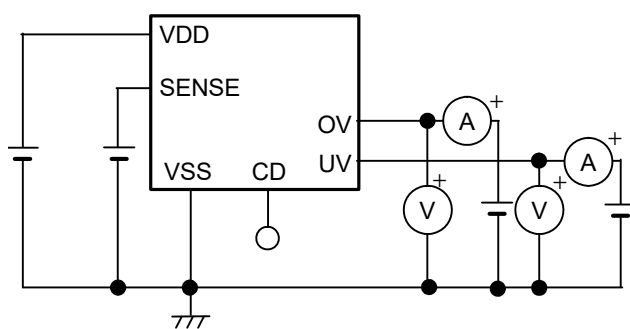 VDD
SENSE
OV
UV
VSS CD
A +
A +
V +
V +